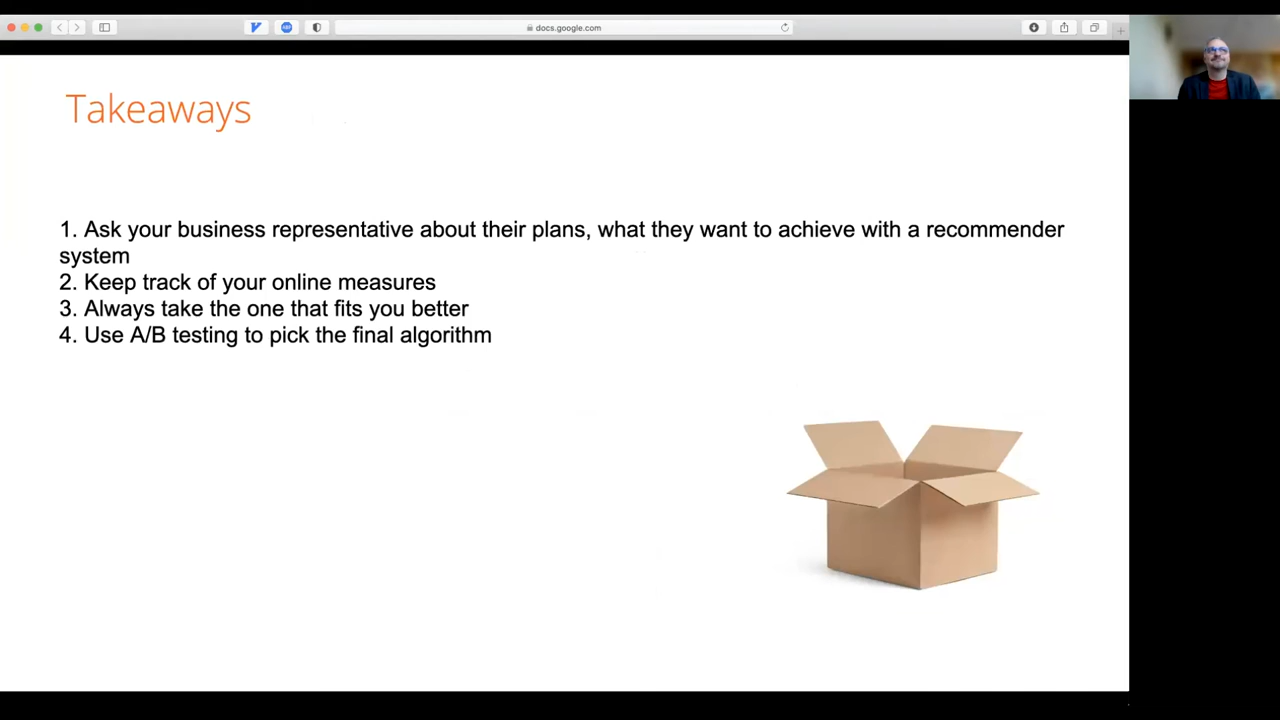 docs.google.com
Takeaways
1. Ask your business representative about their plans, what they want to achieve with a recommender
system
2. Keep track of your online measures
3. Always take the one that fits you better
4. Use A/B testing to pick the final algorithm